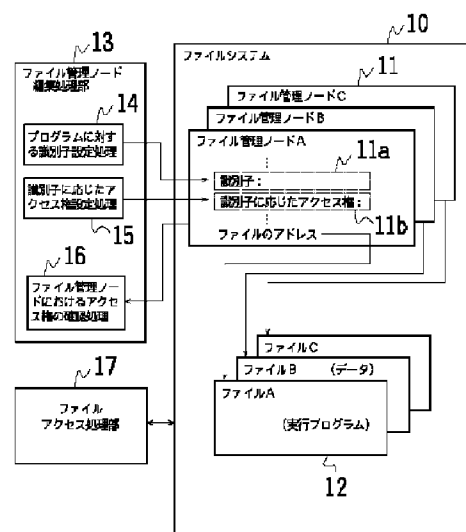 13
ファイル管理ノード
編集処理部
14
プログラムに対す
る識別子設定処理
識別子に応じたアク
セス権設定処理
15
16
ファイル管理ノー
ドにおけるアクセ
ス権の確認処理
17
ファイル
アクセス処理部
10
ファイルシステム
11
ファイル管理ノードC
ファイル管理ノードB
ファイル管理ノードA
11a
識別子：
識別子に応じたアクセス権：
11b
ファイルのアドレス
ファイルC
ファイルB （データ）
ファイルA
（実行プログラム）
12